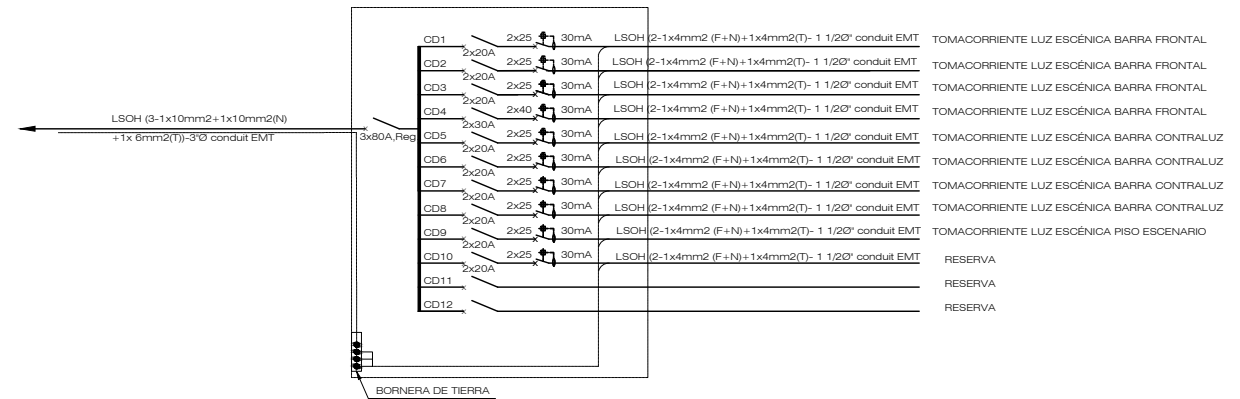 CD1 2x25 30mA LSOH (2-1x4mm2 (F+N)+1x4mm2(T)- 1 1/2Ø" conduit EMT TOMACORRIENTE LUZ ESCÉNICA BARRA FRONTAL
2x20A
CD2 2x25 30mA LSOH (2-1x4mm2 (F+N)+1x4mm2(T)- 1 1/2Ø" conduit EMT TOMACORRIENTE LUZ ESCÉNICA BARRA FRONTAL
2x20A
CD3 2x25 30mA LSOH (2-1x4mm2 (F+N)+1x4mm2(T)- 1 1/2Ø" conduit EMT TOMACORRIENTE LUZ ESCÉNICA BARRA FRONTAL
2x20A
CD4 2x40 30mA LSOH (2-1x4mm2 (F+N)+1x4mm2(T)- 1 1/2Ø" conduit EMT TOMACORRIENTE LUZ ESCÉNICA BARRA FRONTAL
2x30A
LSOH (3-1x10mm2+1x10mm2(N)
+1x 6mm2(T))-3"Ø conduit EMT
3x80A,Reg
CD5 2x25 30mA LSOH (2-1x4mm2 (F+N)+1x4mm2(T)- 1 1/2Ø" conduit EMT TOMACORRIENTE LUZ ESCÉNICA BARRA CONTRALUZ
2x20A
CD6 2x25 30mA LSOH (2-1x4mm2 (F+N)+1x4mm2(T)- 1 1/2Ø" conduit EMT TOMACORRIENTE LUZ ESCÉNICA BARRA CONTRALUZ
2x20A
CD7 2x25 30mA LSOH (2-1x4mm2 (F+N)+1x4mm2(T)- 1 1/2Ø" conduit EMT TOMACORRIENTE LUZ ESCÉNICA BARRA CONTRALUZ
2x20A
CD8 2x25 30mA LSOH (2-1x4mm2 (F+N)+1x4mm2(T)- 1 1/2Ø" conduit EMT TOMACORRIENTE LUZ ESCÉNICA BARRA CONTRALUZ
2x20A
CD9 2x25 30mA LSOH (2-1x4mm2 (F+N)+1x4mm2(T)- 1 1/2Ø" conduit EMT TOMACORRIENTE LUZ ESCÉNICA PISO ESCENARIO
2x20A
CD10 2x25 30mA LSOH (2-1x4mm2 (F+N)+1x4mm2(T)- 1 1/2Ø" conduit EMT RESERVA
2x20A
CD11 RESERVA
CD12 RESERVA
BORNERA DE TIERRA